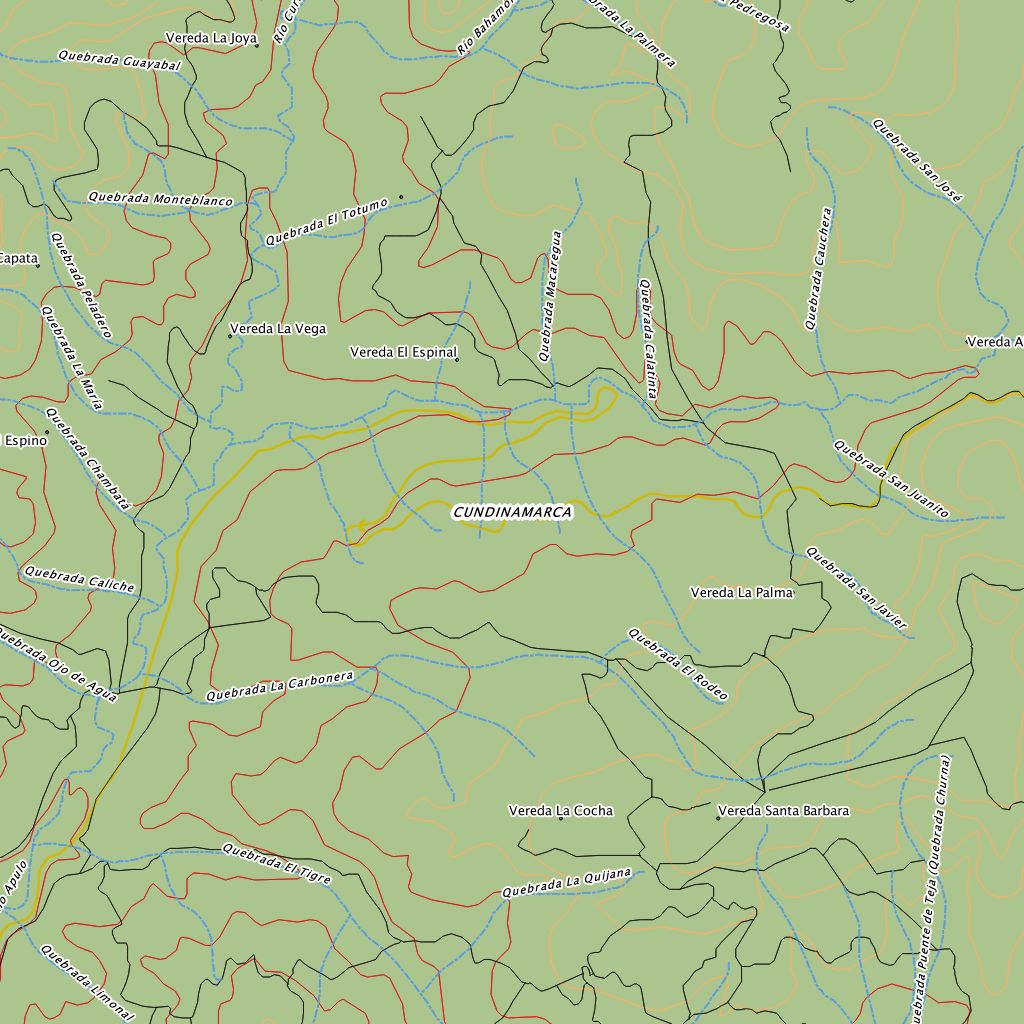 Vereda La Joya
Quebrada Guayabal
Quebrada La Palmera
Pedregosa
Quebrada San José
Quebrada Monteblanco
Quebrada El Totumo
Quebrada Macaregua
Quebrada Cauchera
Capata
Quebrada Peladero
Quebrada La María
Vereda La Vega
Vereda El Espinal
Quebrada Calatinta
Vereda A
Espino
Quebrada Chambatá
Quebrada San Juanito
CUNDINAMARCA
Quebrada Caliche
Quebrada San Javier
Vereda La Palma
Quebrada Ojo de Agua
Quebrada La Carbonera
Quebrada El Rodeo
Vereda La Cocha
Vereda Santa Barbara
Quebrada Puente de Teja (Quebrada Churna)
Quebrada El Tigre
Quebrada La Quijana
Apulo
Quebrada Limonal